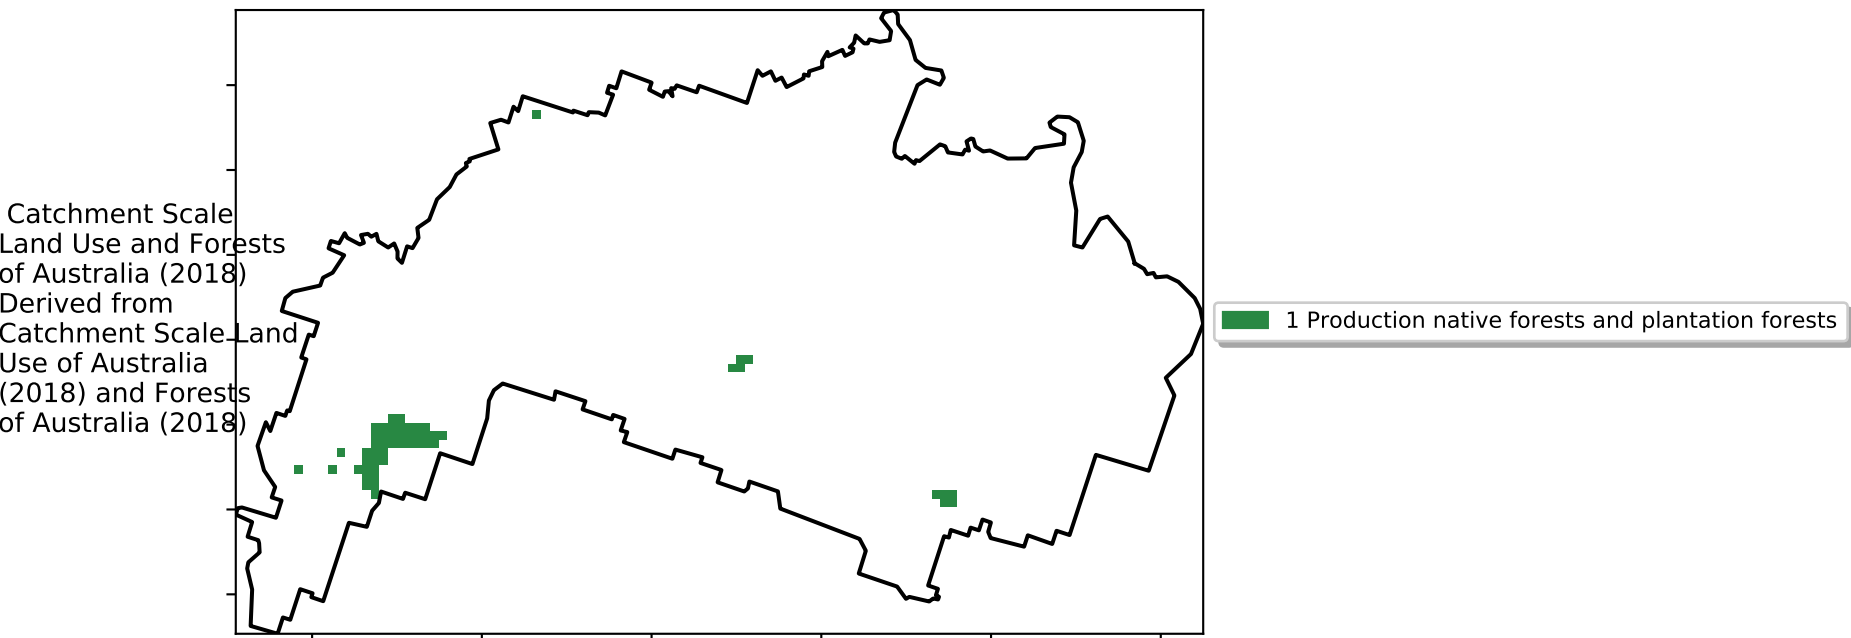 Catchment Scale
Land Use and Forests
of Australia (2018)
Derived from
Catchment Scale Land
Use of Australia
(2018) and Forests
of Australia (2018)
1 Production native forests and plantation forests